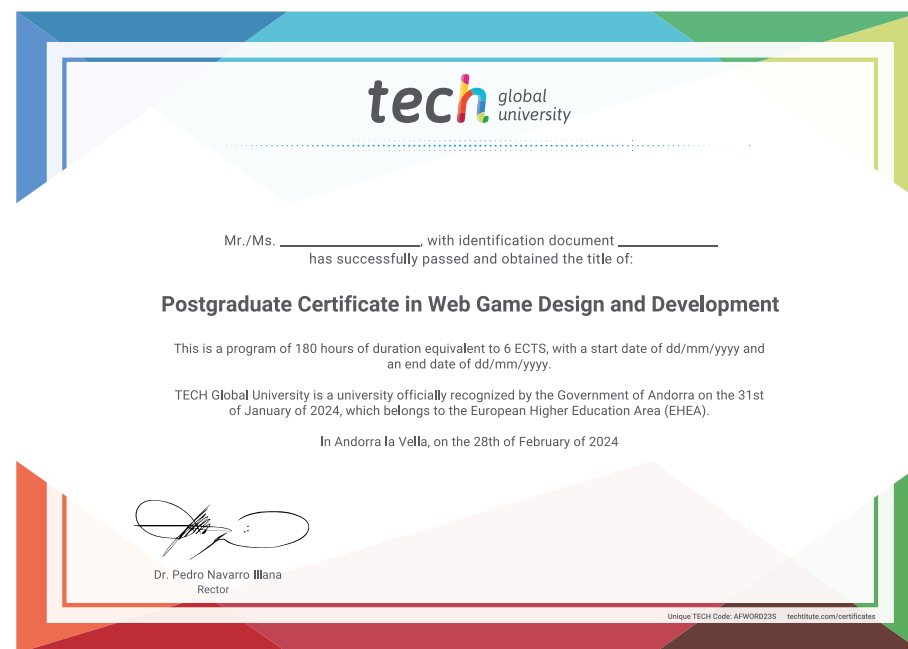 tech global
university
Mr./Ms. ____________, with identification document ____________
has successfully passed and obtained the title of:
Postgraduate Certificate in Web Game Design and Development
This is a program of 180 hours of duration equivalent to 6 ECTS, with a start date of dd/mm/yyyy and
an end date of dd/mm/yyyy.
TECH Global University is a university officially recognized by the Government of Andorra on the 31st
of January of 2024, which belongs to the European Higher Education Area (EHEA).
In Andorra la Vella, on the 28th of February of 2024
Dr. Pedro Navarro Illana
Rector
Unique TECH Code: AFWORD23S techtitute.com/certificates